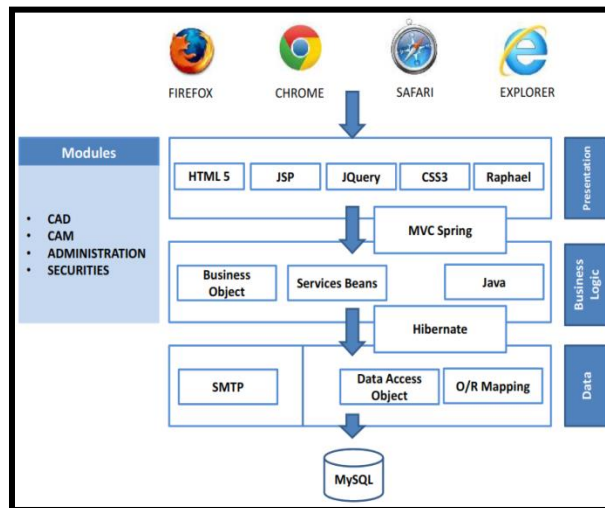 FIREFOX
CHROME
SAFARI
EXPLORER
Modules
• CAD
• CAM
• ADMINISTRATION
• SECURITIES
HTML 5
JSP
JQuery
CSS3
Raphael
Presentation
MVC Spring
Business
Object
Services Beans
Java
Business
Logic
Hibernate
SMTP
Data Access
Object
O/R Mapping
Data
MySQL